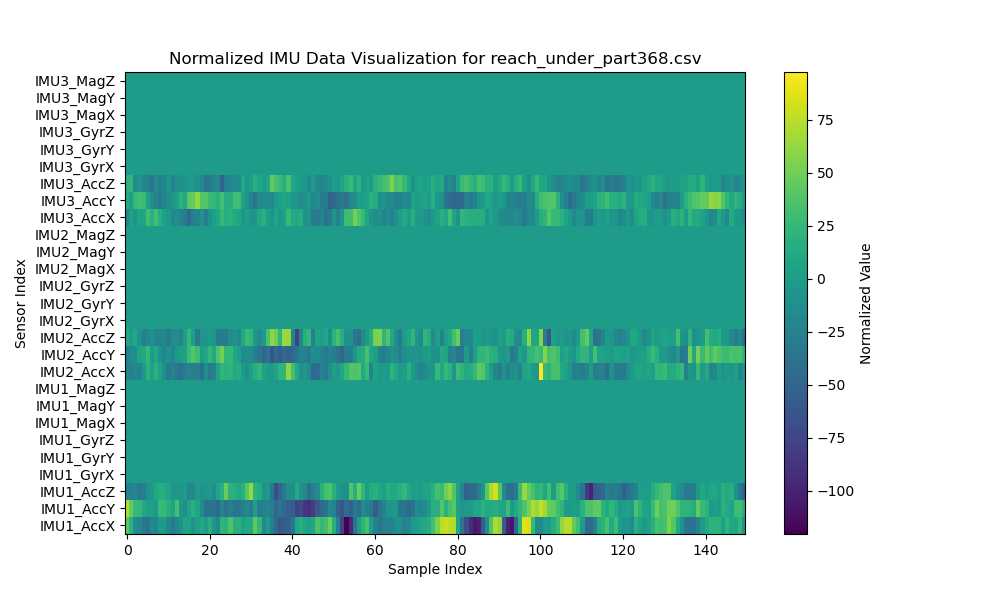 Normalized IMU Data Visualization for reach_under_part368.csv
IMU3_MagZ
IMU3_MagY
IMU3_MagX
IMU3_GyrZ
IMU3_GyrY
IMU3_GyrX
IMU3_AccZ
IMU3_AccY
IMU3_AccX
IMU2_MagZ
IMU2_MagY
IMU2_MagX
IMU2_GyrZ
IMU2_GyrY
IMU2_GyrX
IMU2_AccZ
IMU2_AccY
IMU2_AccX
IMU1_MagZ
IMU1_MagY
IMU1_MagX
IMU1_GyrZ
IMU1_GyrY
IMU1_GyrX
IMU1_AccZ
IMU1_AccY
IMU1_AccX
Sensor Index
0 20 40 60 80 100 120 140
Sample Index
75
50
25
0
−25
−50
−75
−100
Normalized Value